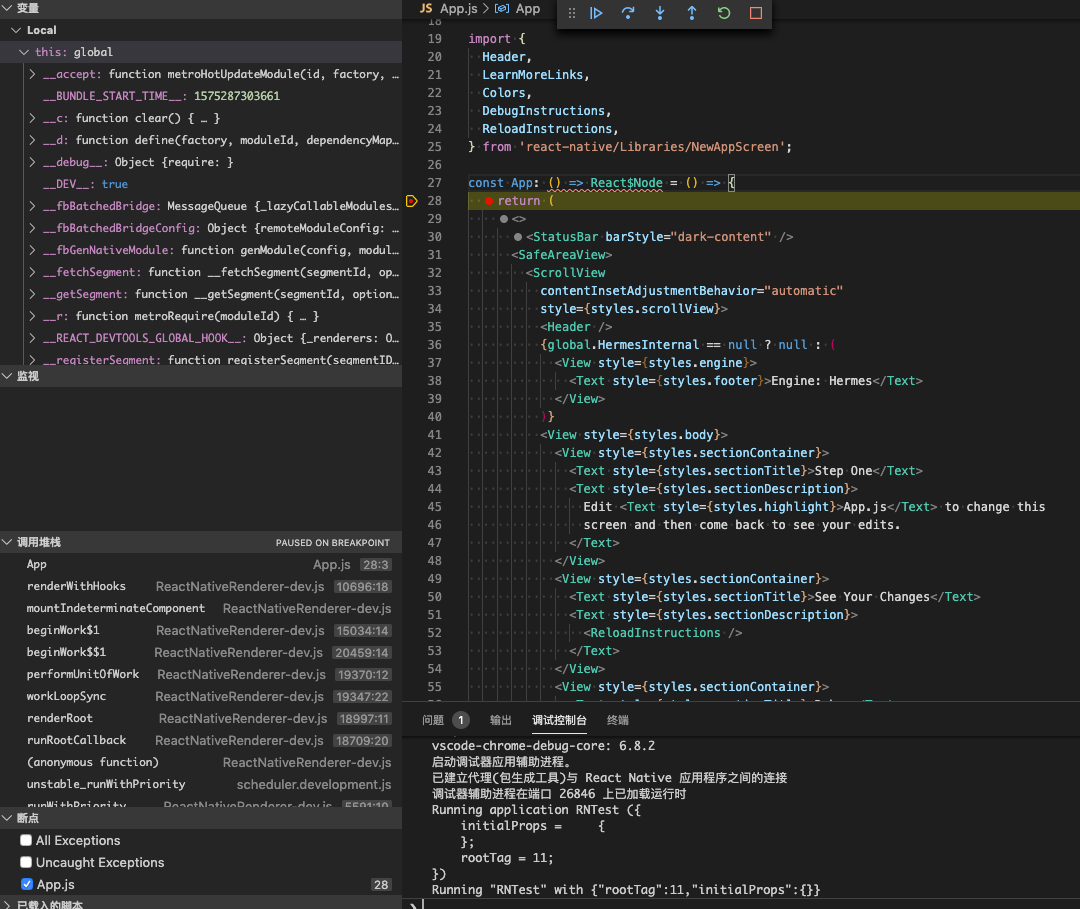 变量
Local
this: global
__accept: function metroHotUpdateModule(id, factory, …
__BUNDLE_START_TIME__: 1575287303661
__c: function clear() { … }
__d: function define(factory, moduleId, dependencyMap…
__debug__: Object {require: }
__DEV__: true
__fbBatchedBridge: MessageQueue {_lazyCallableModules…
__fbBatchedBridgeConfig: Object {remoteModuleConfig: …
__fbGenNativeModule: function genModule(config, modul…
__fetchSegment: function __fetchSegment(segmentId, op…
__getSegment: function __getSegment(segmentId, option…
__r: function metroRequire(moduleId) { … }
__REACT_DEVTOOLS_GLOBAL_HOOK__: Object {_renderers: O…
__registerSegment: function registerSegment(segmentID…
监视
调用堆栈 PAUSED ON BREAKPOINT
App App.js 28:3
renderWithHooks ReactNativeRenderer-dev.js 10696:18
mountIndeterminateComponent ReactNativeRenderer-dev.js
beginWork$1 ReactNativeRenderer-dev.js 15034:14
beginWork$$1 ReactNativeRenderer-dev.js 20459:14
performUnitOfWork ReactNativeRenderer-dev.js 19370:12
workLoopSync ReactNativeRenderer-dev.js 19347:22
renderRoot ReactNativeRenderer-dev.js 18997:11
runRootCallback ReactNativeRenderer-dev.js 18709:20
(anonymous function) ReactNativeRenderer-dev.js
unstable_runWithPriority scheduler.development.js
runWithPriority ReactNativeRenderer-dev.js 5591:10
断点
All Exceptions
Uncaught Exceptions
App.js 28
已载入的脚本
JS App.js > App
18
19 import {
20 Header,
21 LearnMoreLinks,
22 Colors,
23 DebugInstructions,
24 ReloadInstructions,
25 } from 'react-native/Libraries/NewAppScreen';
26
27 const App: () => React$Node = () => {
28 return (
29 <>
30 <StatusBar barStyle="dark-content" />
31 <SafeAreaView>
32 <ScrollView
33 contentInsetAdjustmentBehavior="automatic"
34 style={styles.scrollView}>
35 <Header />
36 {global.HermesInternal == null ? null : (
37 <View style={styles.engine}>
38 <Text style={styles.footer}>Engine: Hermes</Text>
39 </View>
40 )}
41 <View style={styles.body}>
42 <View style={styles.sectionContainer}>
43 <Text style={styles.sectionTitle}>Step One</Text>
44 <Text style={styles.sectionDescription}>
45 Edit <Text style={styles.highlight}>App.js</Text> to change this
46 screen and then come back to see your edits.
47 </Text>
48 </View>
49 <View style={styles.sectionContainer}>
50 <Text style={styles.sectionTitle}>See Your Changes</Text>
51 <Text style={styles.sectionDescription}>
52 <ReloadInstructions />
53 </Text>
54 </View>
55 <View style={styles.sectionContainer}>
问题 1 输出 调试控制台 终端
vscode-chrome-debug-core: 6.8.2
启动调试器应用辅助进程。
已建立代理(包生成工具)与 React Native 应用程序之间的连接
调试器辅助进程在端口 26846 上已加载运行时
Running application RNTest ({
initialProps = {
};
rootTag = 11;
})
Running "RNTest" with {"rootTag":11,"initialProps":{}}